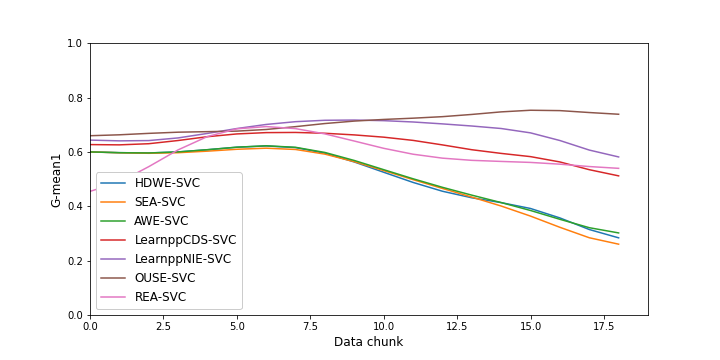 1.0
0.8
0.6
0.4
0.2
0.0
G-mean1
HDWE-SVC
SEA-SVC
AWE-SVC
LearnppCDS-SVC
LearnppNIE-SVC
OUSE-SVC
REA-SVC
0.0 2.5 5.0 7.5 10.0 12.5 15.0 17.5
Data chunk